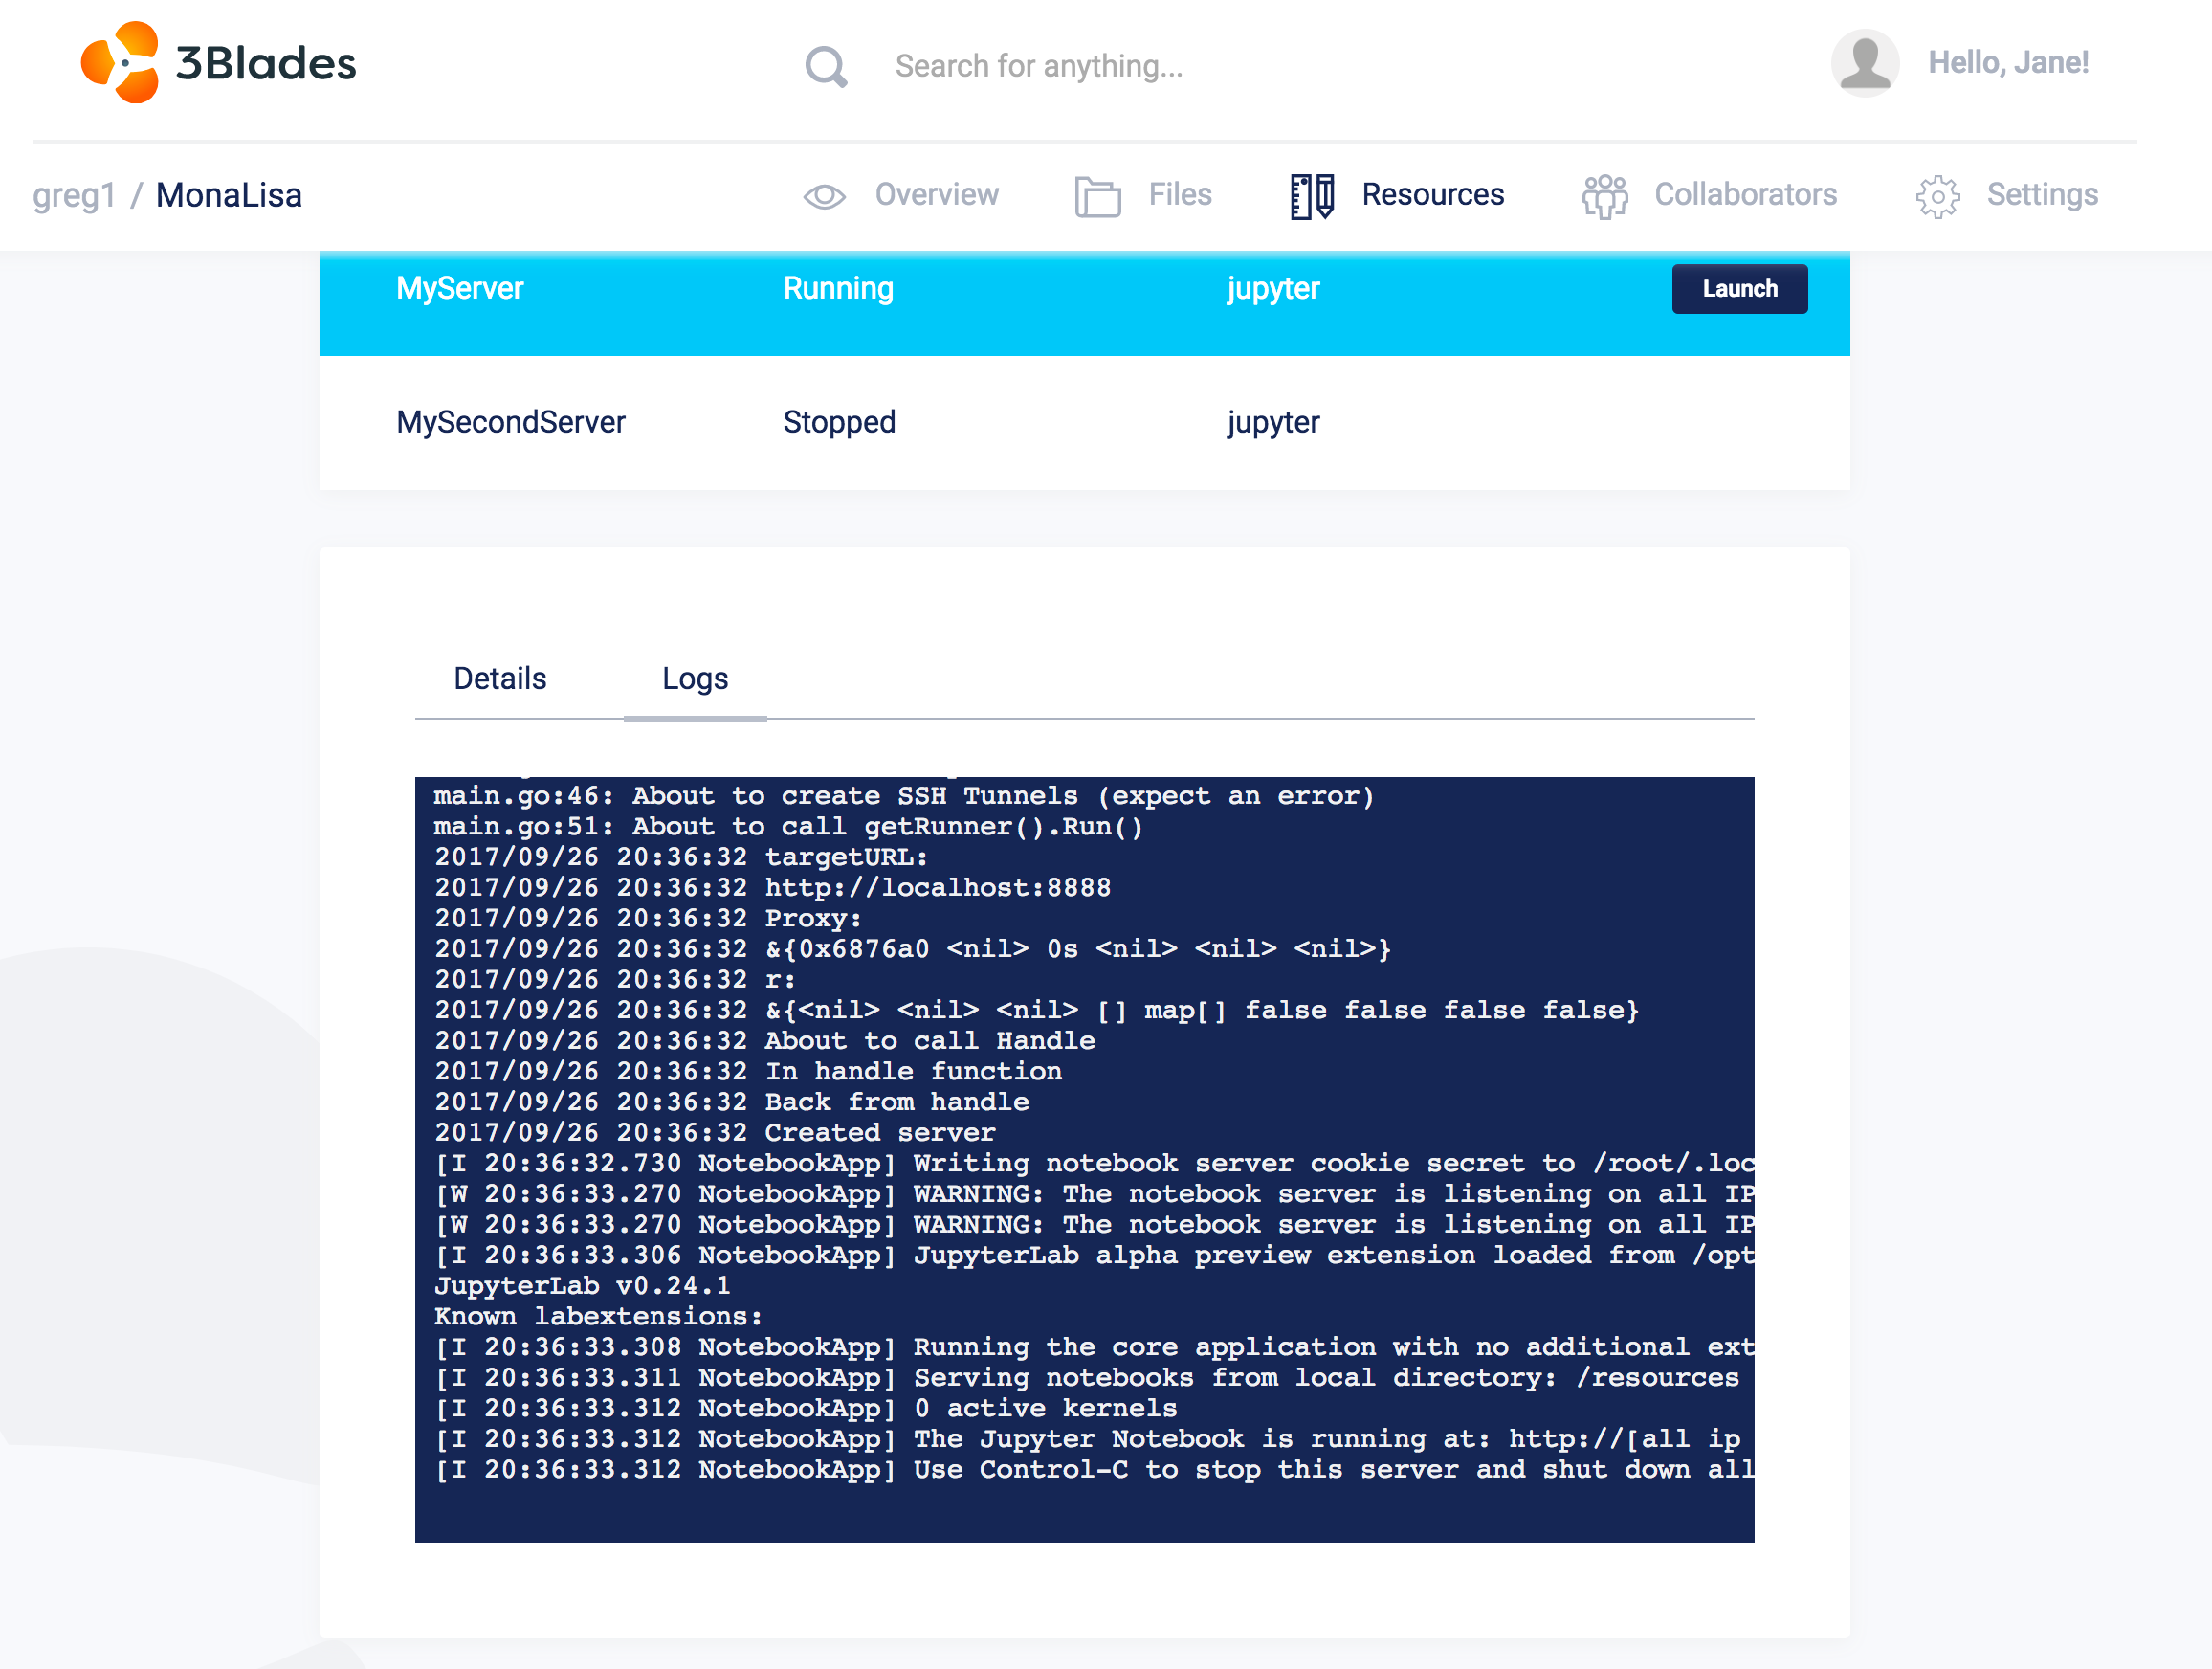 3Blades
Search for anything...
Hello, Jane!
greg1 / MonaLisa
Overview
Files
Resources
Collaborators
Settings
MyServer Running jupyter Launch
MySecondServer Stopped jupyter
Details Logs
main.go:46: About to create SSH Tunnels (expect an error)
main.go:51: About to call getRunner().Run()
2017/09/26 20:36:32 targetURL:
2017/09/26 20:36:32 http://localhost:8888
2017/09/26 20:36:32 Proxy:
2017/09/26 20:36:32 &{0x6876a0 <nil> 0s <nil> <nil> <nil>}
2017/09/26 20:36:32 r:
2017/09/26 20:36:32 &{<nil> <nil> <nil> [] map[] false false false false}
2017/09/26 20:36:32 About to call Handle
2017/09/26 20:36:32 In handle function
2017/09/26 20:36:32 Back from handle
2017/09/26 20:36:32 Created server
[I 20:36:32.730 NotebookApp] Writing notebook server cookie secret to /root/.loc
[W 20:36:33.270 NotebookApp] WARNING: The notebook server is listening on all IP
[W 20:36:33.270 NotebookApp] WARNING: The notebook server is listening on all IP
[I 20:36:33.306 NotebookApp] JupyterLab alpha preview extension loaded from /opt
JupyterLab v0.24.1
Known labextensions:
[I 20:36:33.308 NotebookApp] Running the core application with no additional ext
[I 20:36:33.311 NotebookApp] Serving notebooks from local directory: /resources
[I 20:36:33.312 NotebookApp] 0 active kernels
[I 20:36:33.312 NotebookApp] The Jupyter Notebook is running at: http://[all ip
[I 20:36:33.312 NotebookApp] Use Control-C to stop this server and shut down all